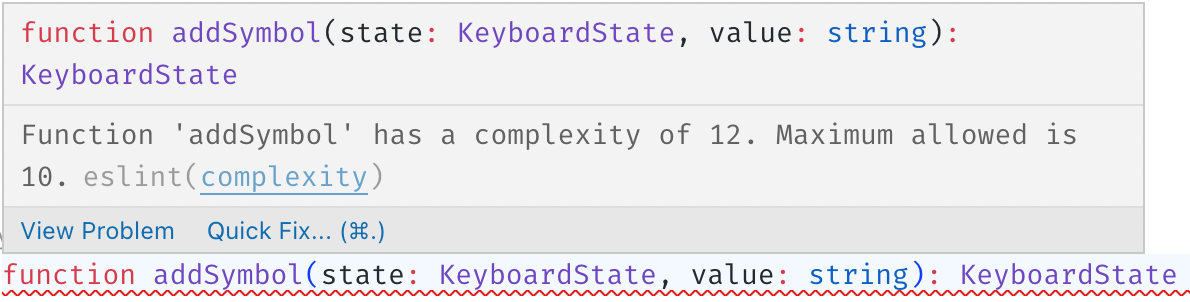 function addSymbol(state: KeyboardState, value: string):
KeyboardState
Function 'addSymbol' has a complexity of 12. Maximum allowed is
10. eslint(complexity)
View Problem Quick Fix... (⌘.)
function addSymbol(state: KeyboardState, value: string): KeyboardState